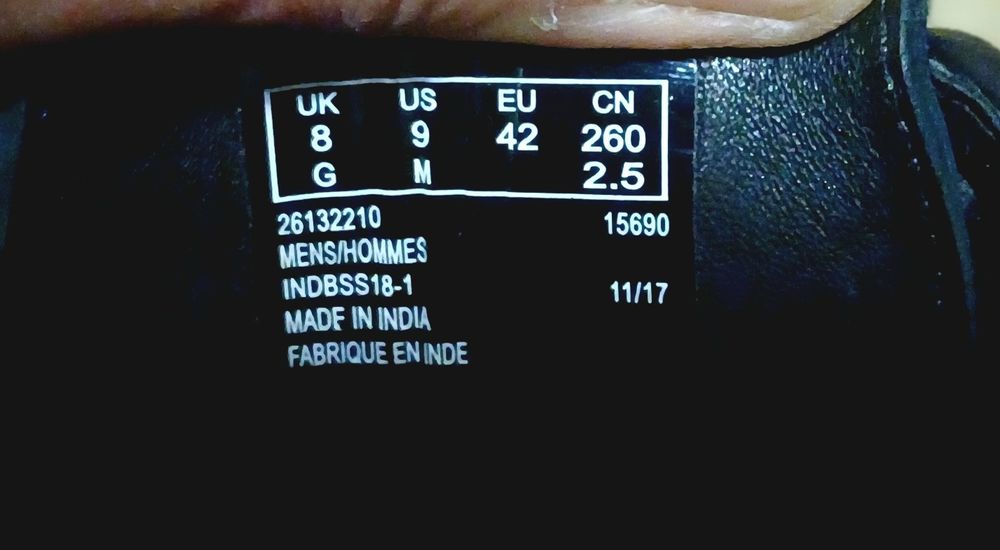 UK US EU CN
8 9 42 260
G M 2.5
26132210 15690
MENS/HOMMES
INDBSS18-1 11/17
MADE IN INDIA
FABRIQUE EN INDE